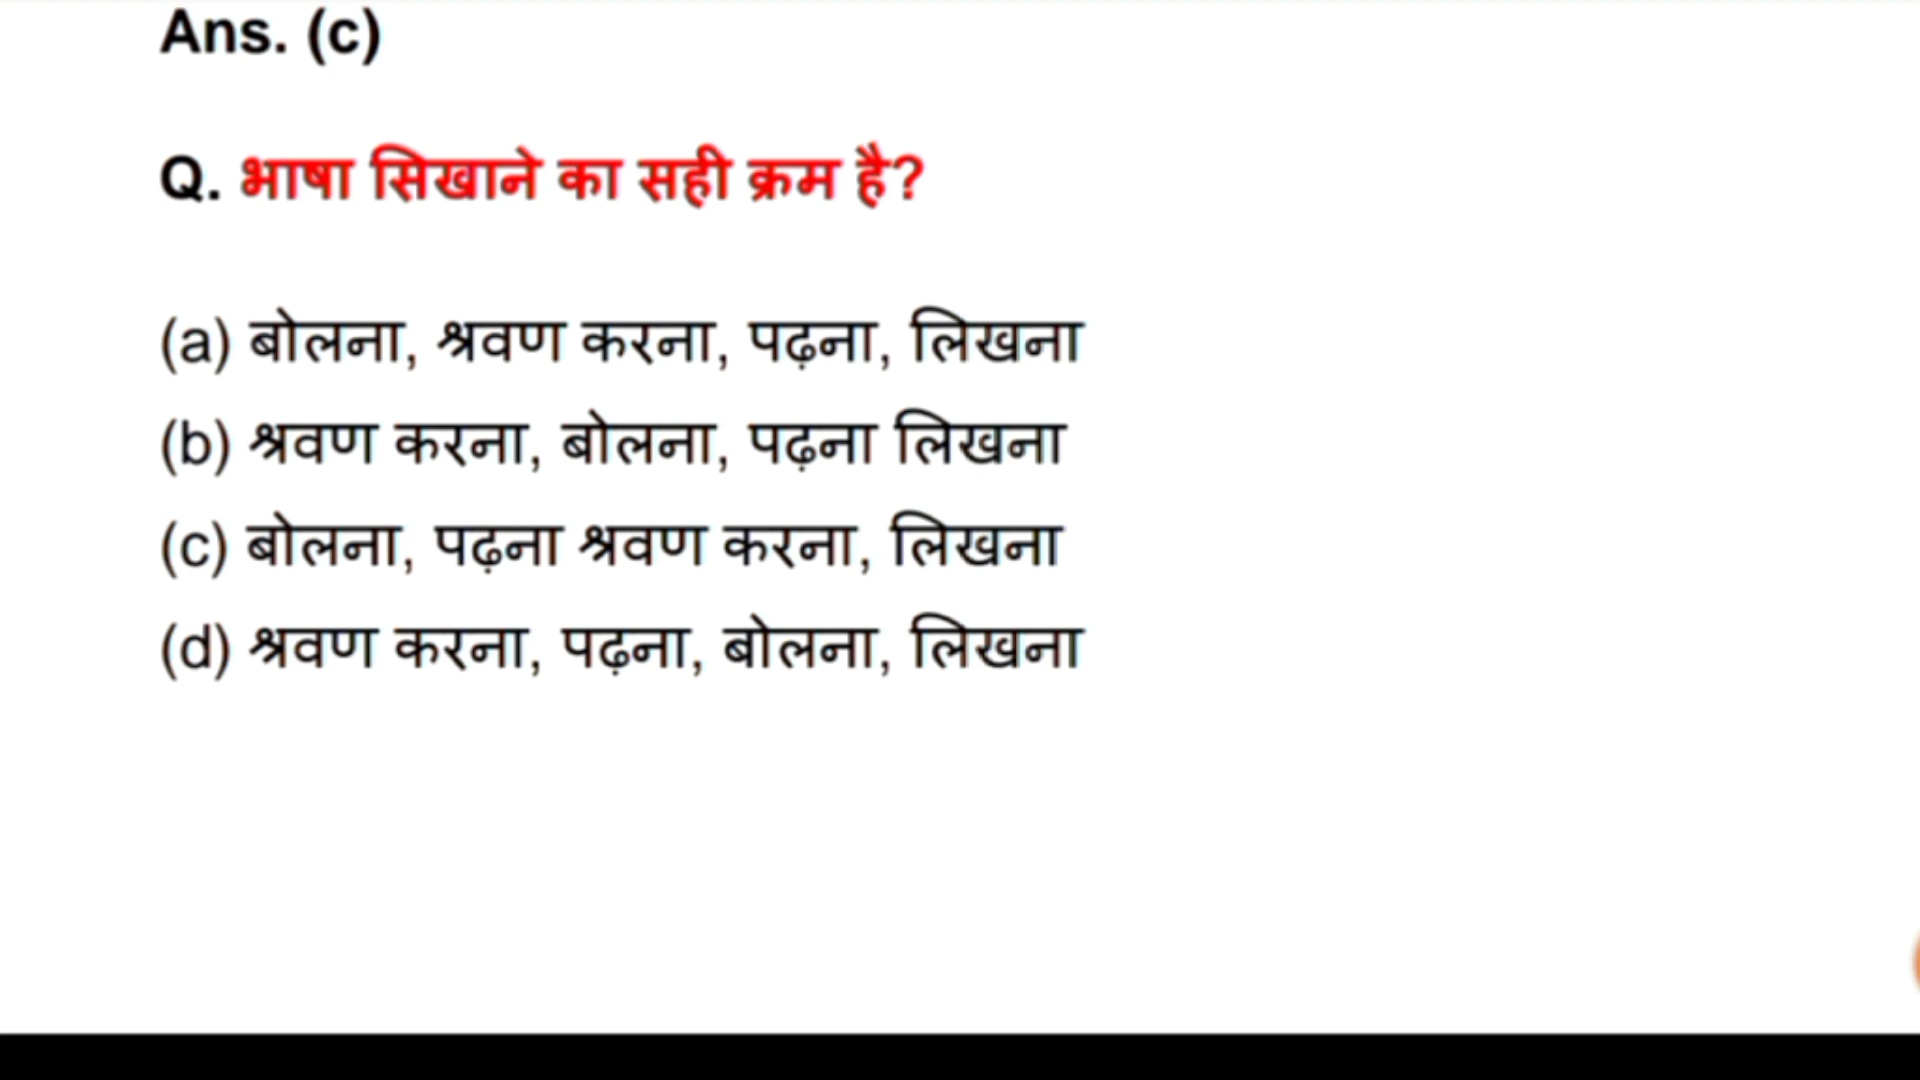 Ans. (c)
Q. भाषा सिखाने का सही क्रम है?
(a) बोलना, श्रवण करना, पढ़ना, लिखना
(b) श्रवण करना, बोलना, पढ़ना लिखना
(c) बोलना, पढ़ना श्रवण करना, लिखना
(d) श्रवण करना, पढ़ना, बोलना, लिखना